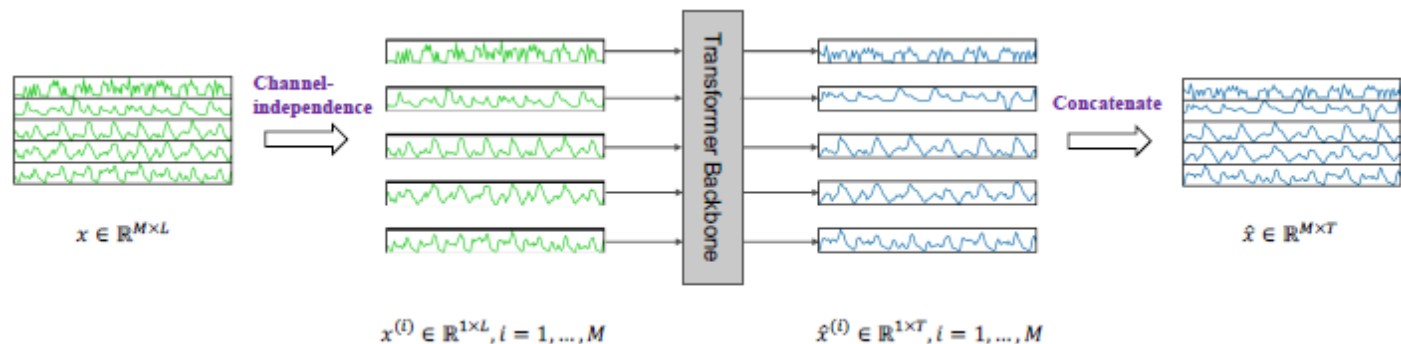 Channel-
independence
Transformer Backbone
Concatenate
x ∈ ℝ^{M×L}
x̂ ∈ ℝ^{M×T}
x^{(i)} ∈ ℝ^{1×L}, i = 1, …, M
x̂^{(i)} ∈ ℝ^{1×T}, i = 1, …, M